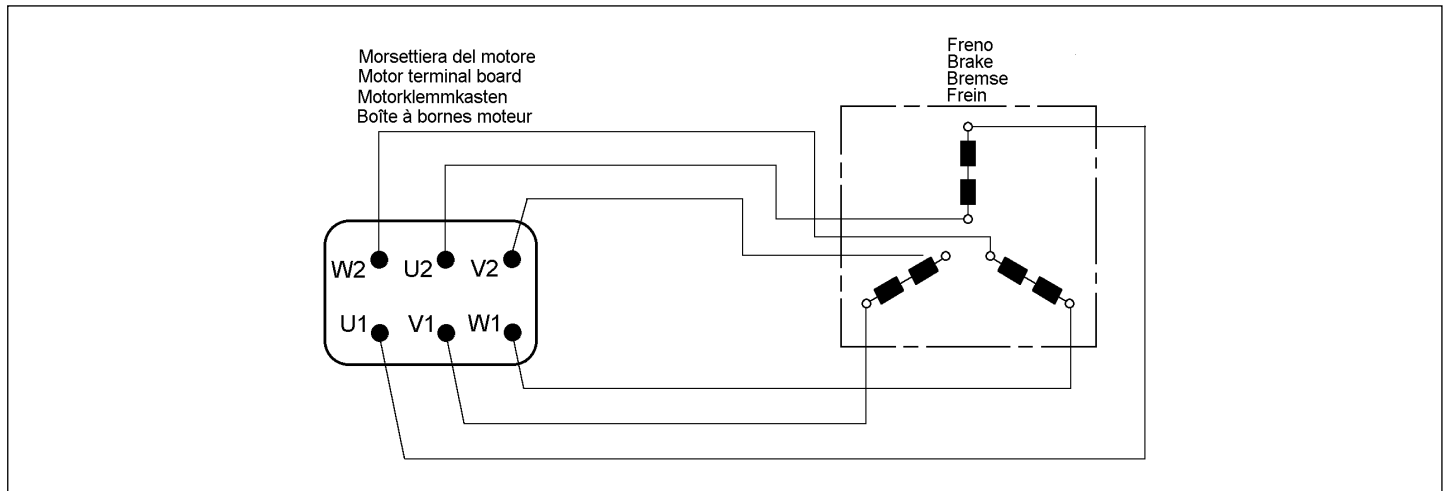 Morsettiera del motore
Motor terminal board
Motorklemmkasten
Boîte à bornes moteur
Freno
Brake
Bremse
Frein
W2 U2 V2
U1 V1 W1